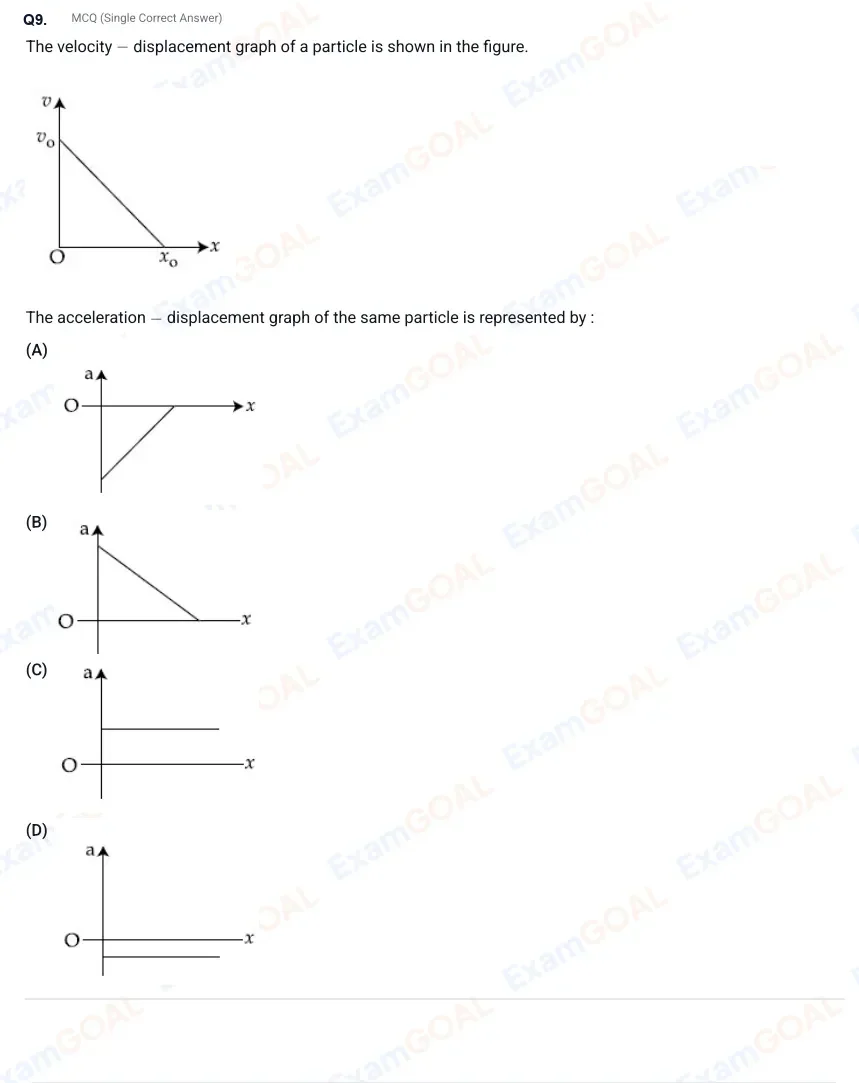 Q9. MCQ (Single Correct Answer)
The velocity – displacement graph of a particle is shown in the figure.
v
v₀
O
x₀
x
The acceleration – displacement graph of the same particle is represented by :
(A)
a
O
x
(B)
a
O
x
(C)
a
O
x
(D)
a
O
x
ExamGOAL